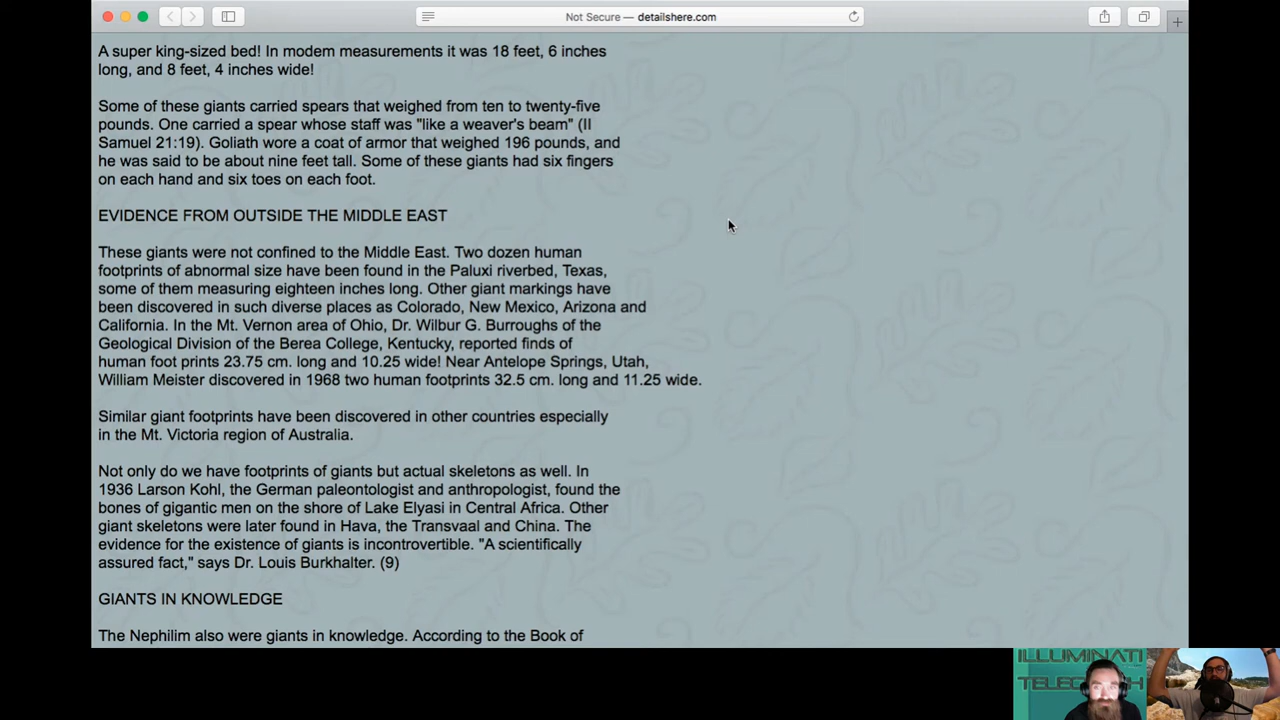 Not Secure — detailshere.com
A super king-sized bed! In modem measurements it was 18 feet, 6 inches
long, and 8 feet, 4 inches wide!
Some of these giants carried spears that weighed from ten to twenty-five
pounds. One carried a spear whose staff was "like a weaver's beam" (II
Samuel 21:19). Goliath wore a coat of armor that weighed 196 pounds, and
he was said to be about nine feet tall. Some of these giants had six fingers
on each hand and six toes on each foot.
EVIDENCE FROM OUTSIDE THE MIDDLE EAST
These giants were not confined to the Middle East. Two dozen human
footprints of abnormal size have been found in the Paluxi riverbed, Texas,
some of them measuring eighteen inches long. Other giant markings have
been discovered in such diverse places as Colorado, New Mexico, Arizona and
California. In the Mt. Vernon area of Ohio, Dr. Wilbur G. Burroughs of the
Geological Division of the Berea College, Kentucky, reported finds of
human foot prints 23.75 cm. long and 10.25 wide! Near Antelope Springs, Utah,
William Meister discovered in 1968 two human footprints 32.5 cm. long and 11.25 wide.
Similar giant footprints have been discovered in other countries especially
in the Mt. Victoria region of Australia.
Not only do we have footprints of giants but actual skeletons as well. In
1936 Larson Kohl, the German paleontologist and anthropologist, found the
bones of gigantic men on the shore of Lake Elyasi in Central Africa. Other
giant skeletons were later found in Hava, the Transvaal and China. The
evidence for the existence of giants is incontrovertible. "A scientifically
assured fact," says Dr. Louis Burkhalter. (9)
GIANTS IN KNOWLEDGE
The Nephilim also were giants in knowledge. According to the Book of
ILLUMINATI